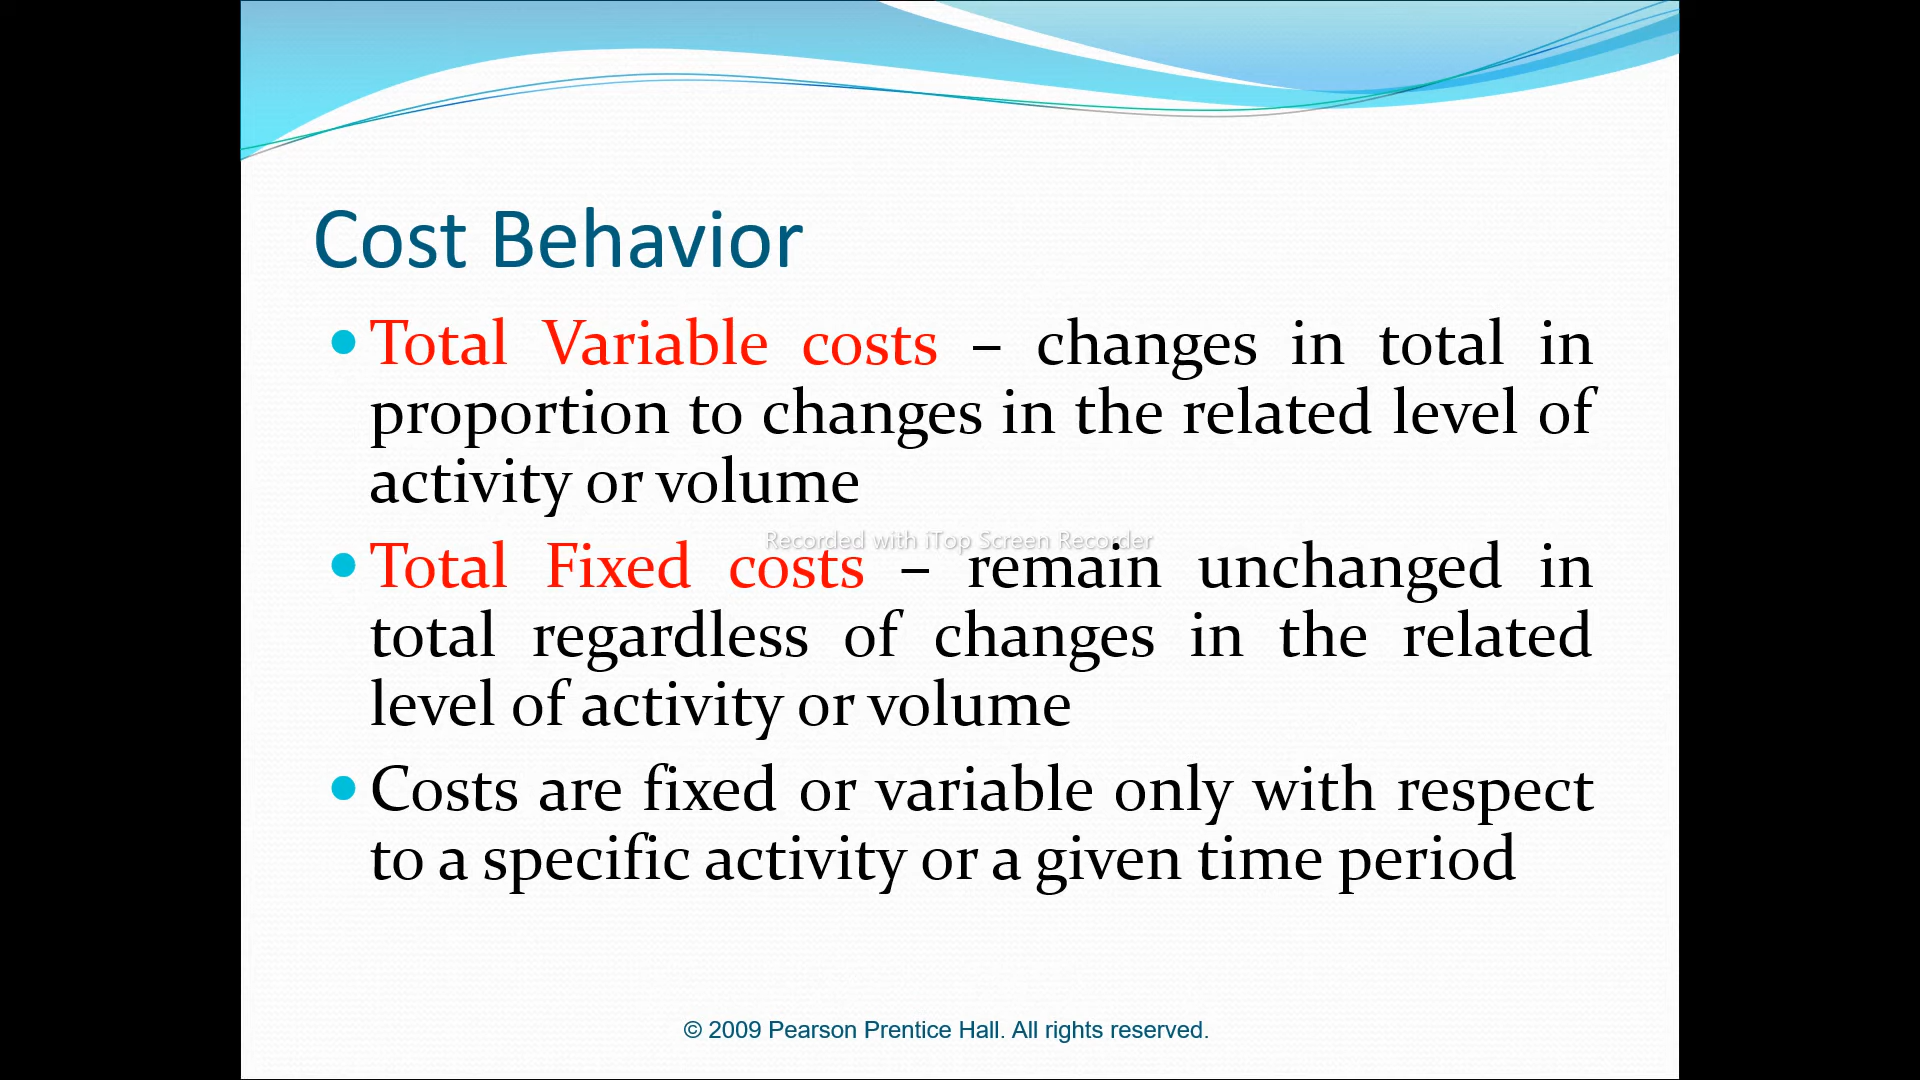 Cost Behavior
• Total Variable costs – changes in total in
proportion to changes in the related level of
activity or volume
Recorded with iTop Screen Recorder
• Total Fixed costs – remain unchanged in
total regardless of changes in the related
level of activity or volume
• Costs are fixed or variable only with respect
to a specific activity or a given time period
© 2009 Pearson Prentice Hall. All rights reserved.